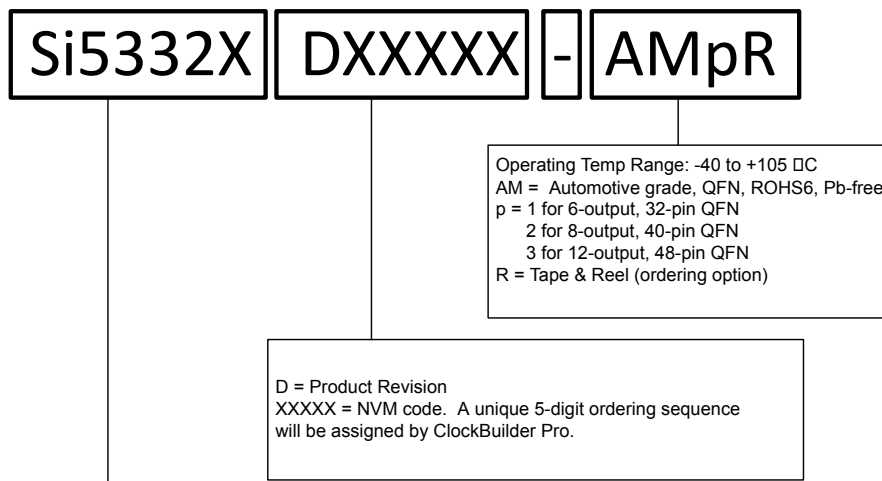 Si5332X DXXXXX - AMpR
Operating Temp Range: -40 to +105 □C
AM = Automotive grade, QFN, ROHS6, Pb-free
p = 1 for 6-output, 32-pin QFN
2 for 8-output, 40-pin QFN
3 for 12-output, 48-pin QFN
R = Tape & Reel (ordering option)
D = Product Revision
XXXXX = NVM code. A unique 5-digit ordering sequence
will be assigned by ClockBuilder Pro.